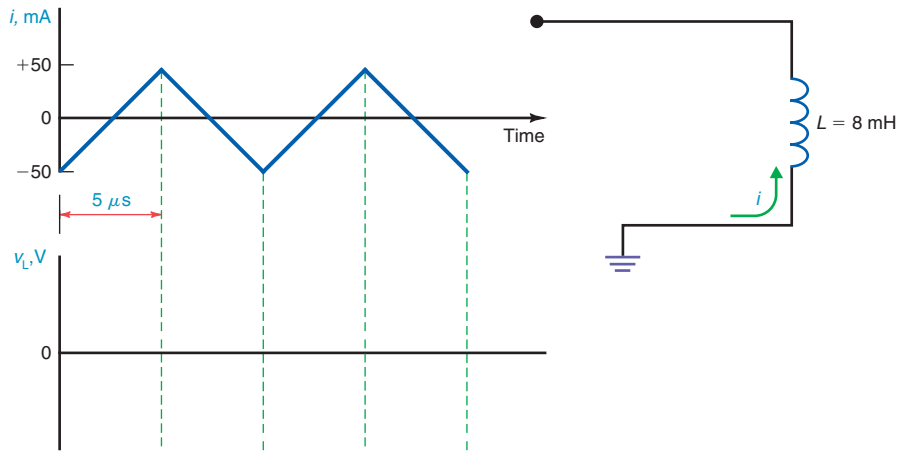 i, mA
+50
0
−50
Time
5 μs
v_L, V
0
L = 8 mH
i